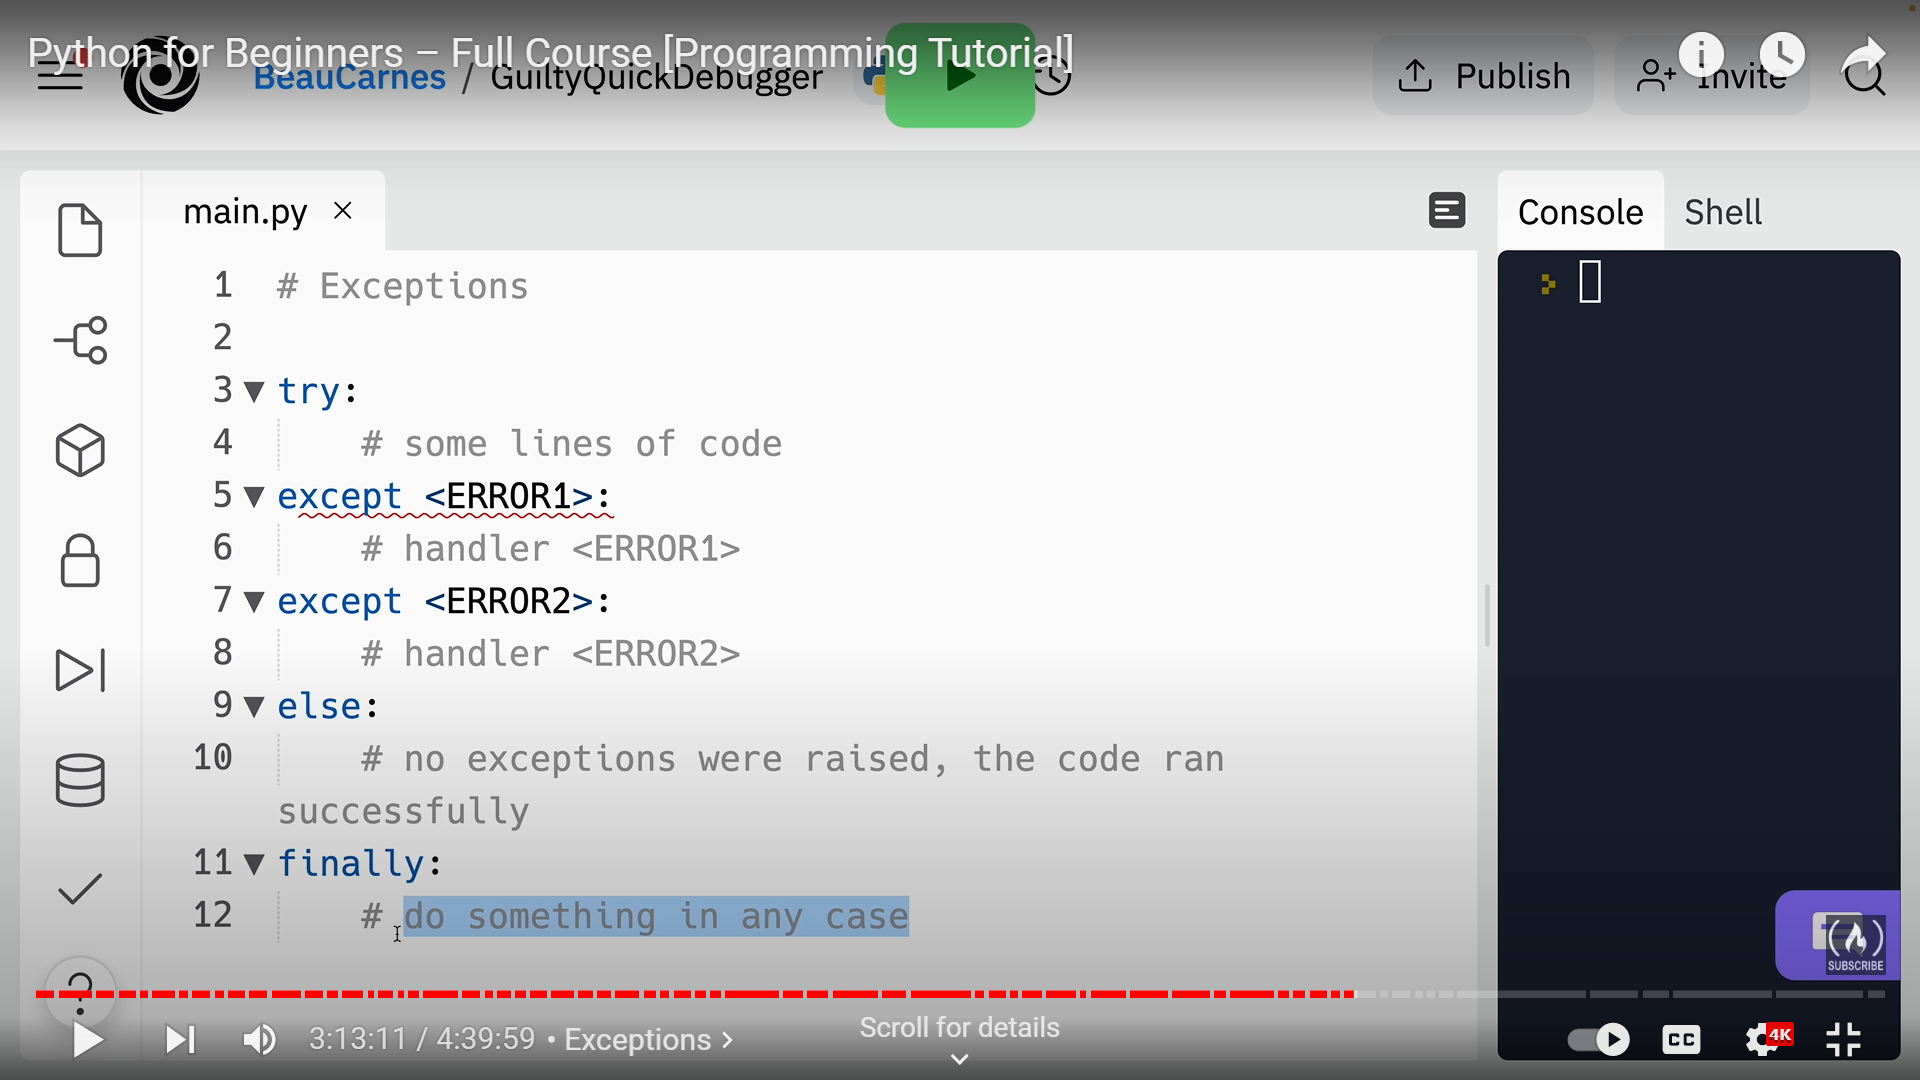 Python for Beginners – Full Course [Programming Tutorial]
BeauCarnes / GuiltyQuickDebugger
Publish
Invite
main.py
Console
Shell
1 # Exceptions
2
3 try:
4 # some lines of code
5 except <ERROR1>:
6 # handler <ERROR1>
7 except <ERROR2>:
8 # handler <ERROR2>
9 else:
10 # no exceptions were raised, the code ran
successfully
11 finally:
12 # do something in any case
SUBSCRIBE
3:13:11 / 4:39:59 • Exceptions
Scroll for details
CC
4K